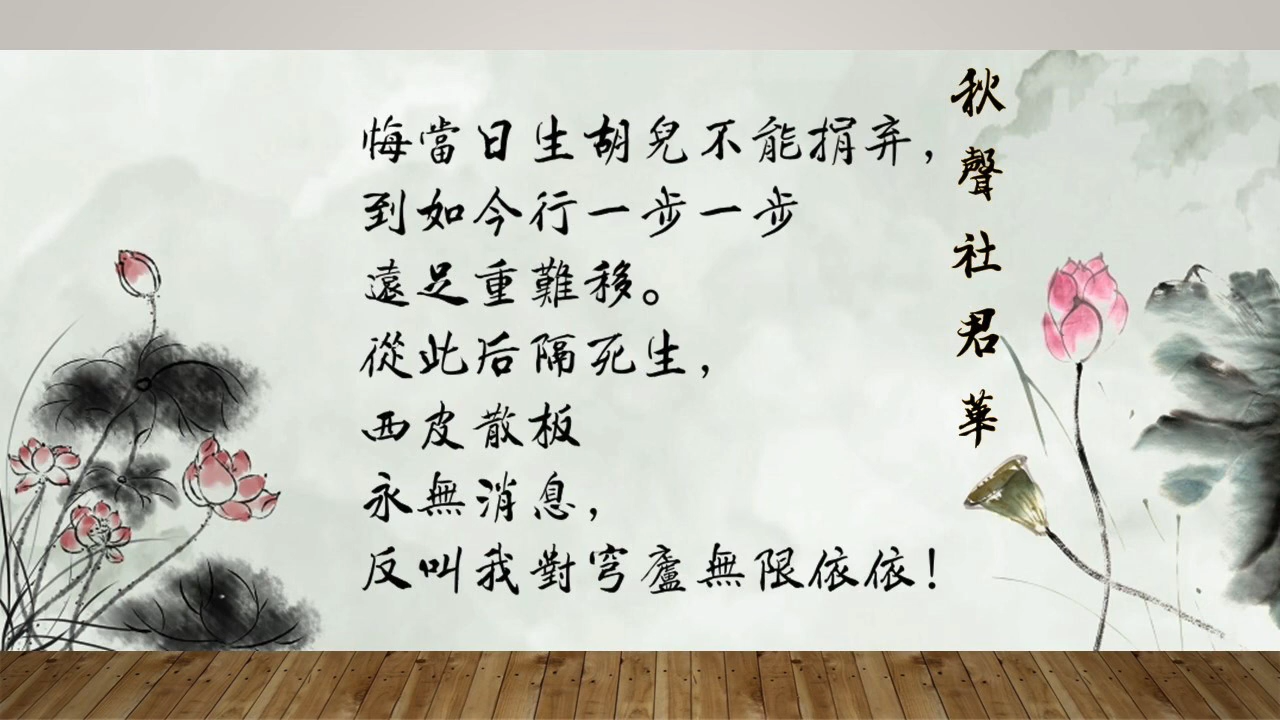 悔當日生胡兒不能捐弃，
到如今行一步一步
遠足重難移。
從此后隔死生，
西皮散板
永無消息，
反叫我對穹廬無限依依！
秋聲社君華